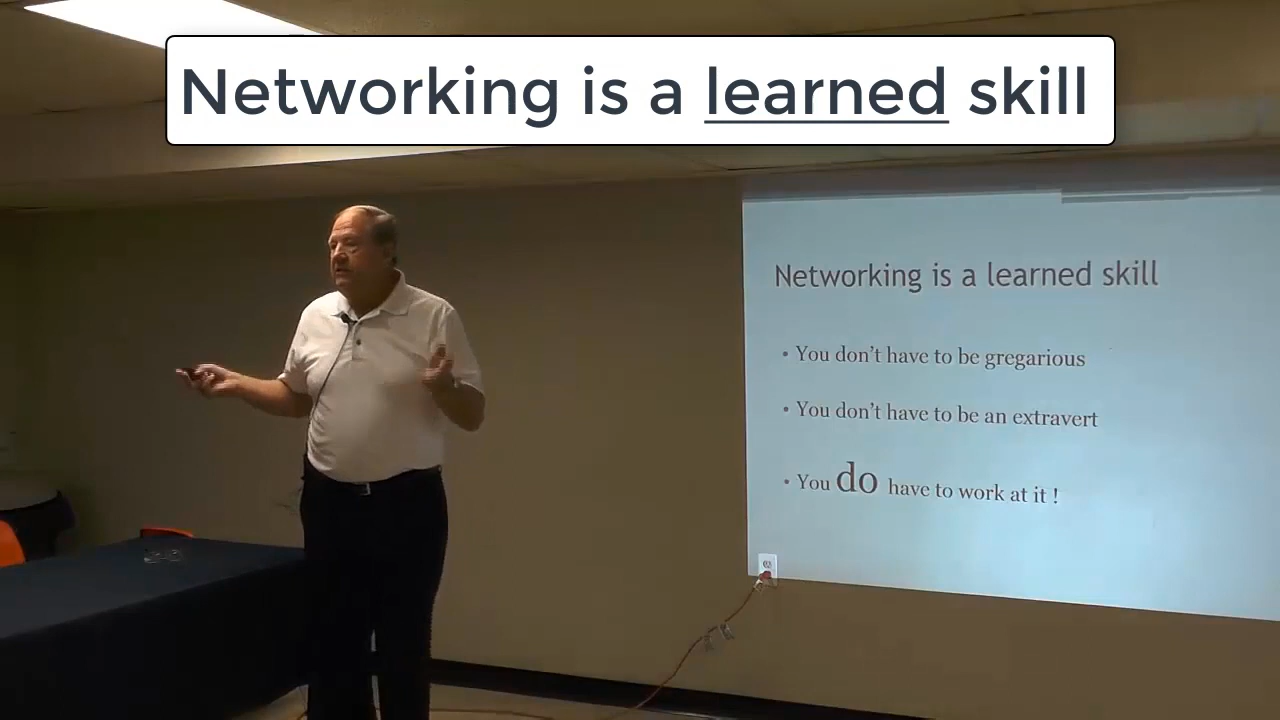 Networking is a learned skill
Networking is a learned skill
• You don't have to be gregarious
• You don't have to be an extravert
• You do have to work at it !